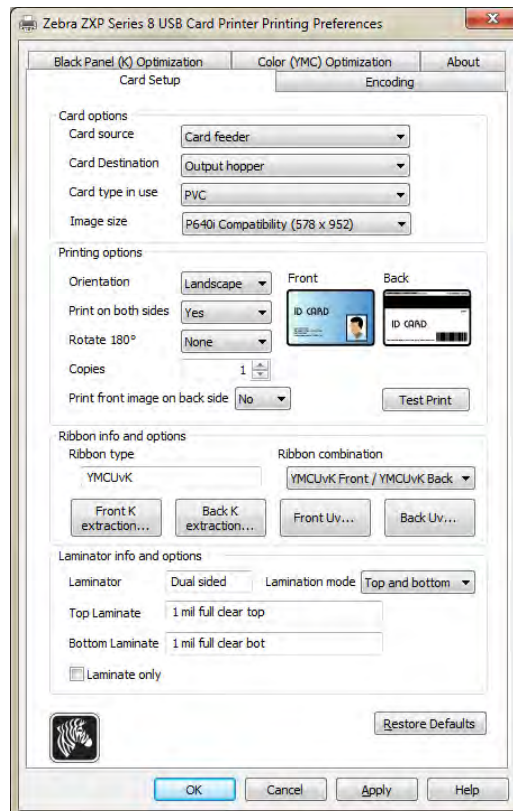 Zebra ZXP Series 8 USB Card Printer Printing Preferences
Black Panel (K) Optimization Color (YMC) Optimization About
Card Setup Encoding
Card options
Card source Card feeder
Card Destination Output hopper
Card type in use PVC
Image size P640i Compatibility (578 x 952)
Printing options
Orientation Landscape Front Back
Print on both sides Yes
ID CARD ID CARD
Rotate 180° None
Copies 1
Print front image on back side No Test Print
Ribbon info and options
Ribbon type Ribbon combination
YMCUvK YMCUvK Front / YMCUvK Back
Front K extraction... Back K extraction... Front Uv... Back Uv...
Laminator info and options
Laminator Dual sided Lamination mode Top and bottom
Top Laminate 1 mil full clear top
Bottom Laminate 1 mil full clear bot
Laminate only
Restore Defaults
OK Cancel Apply Help